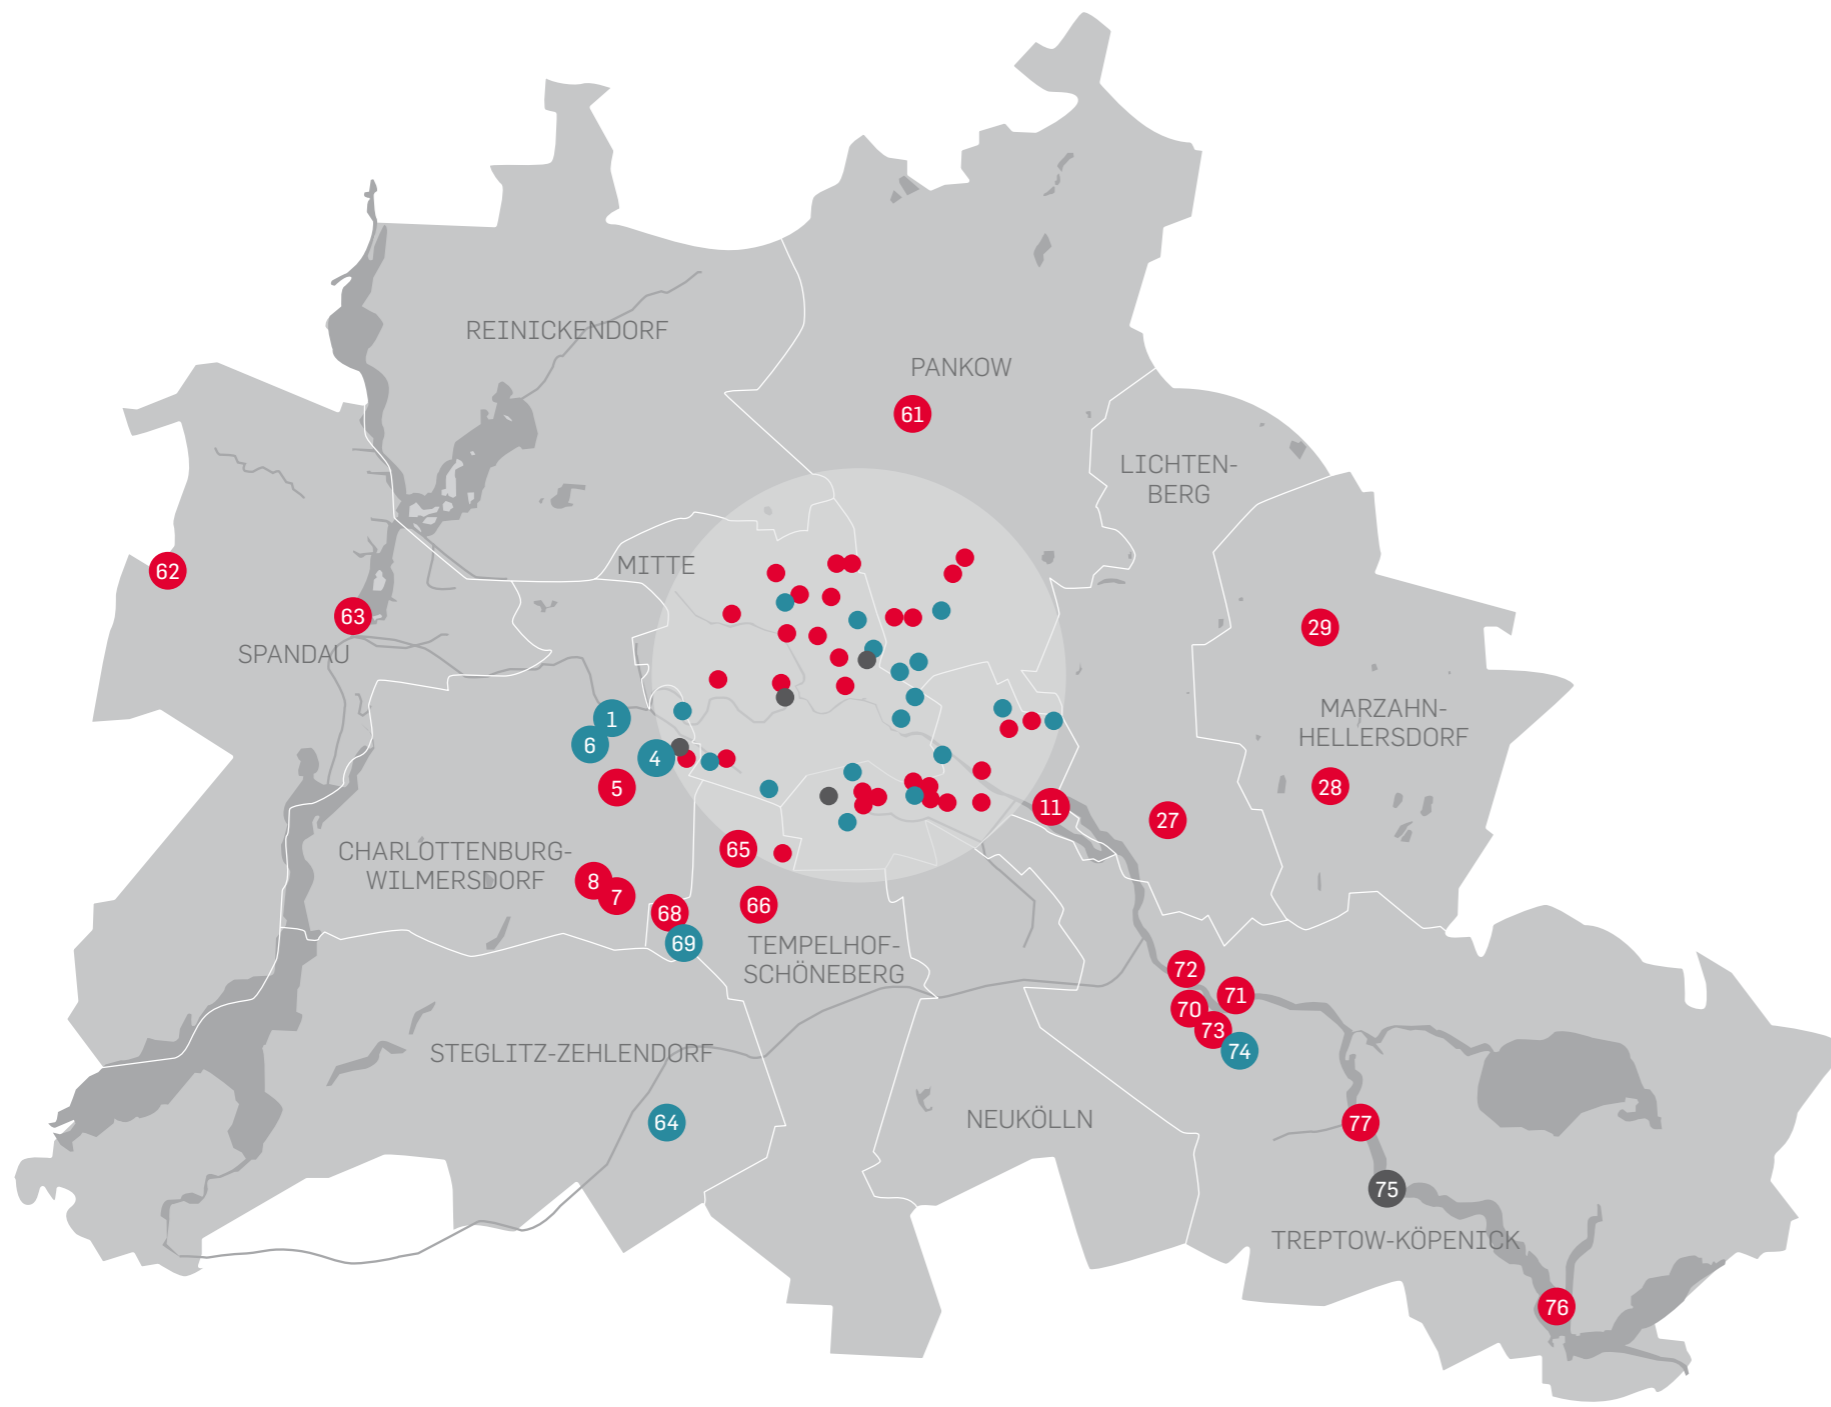 REINICKENDORF
PANKOW
61
LICHTEN-
BERG
MITTE
62
63
SPANDAU
29
1
6
4
5
MARZAHN-
HELLERSDORF
28
11
27
65
CHARLOTTENBURG-
WILMERSDORF
8
7
68
66
69
TEMPELHOF-
SCHÖNEBERG
72
71
70
73
74
STEGLITZ-ZEHLENDORF
64
NEUKÖLLN
77
75
TREPTOW-KÖPENICK
76